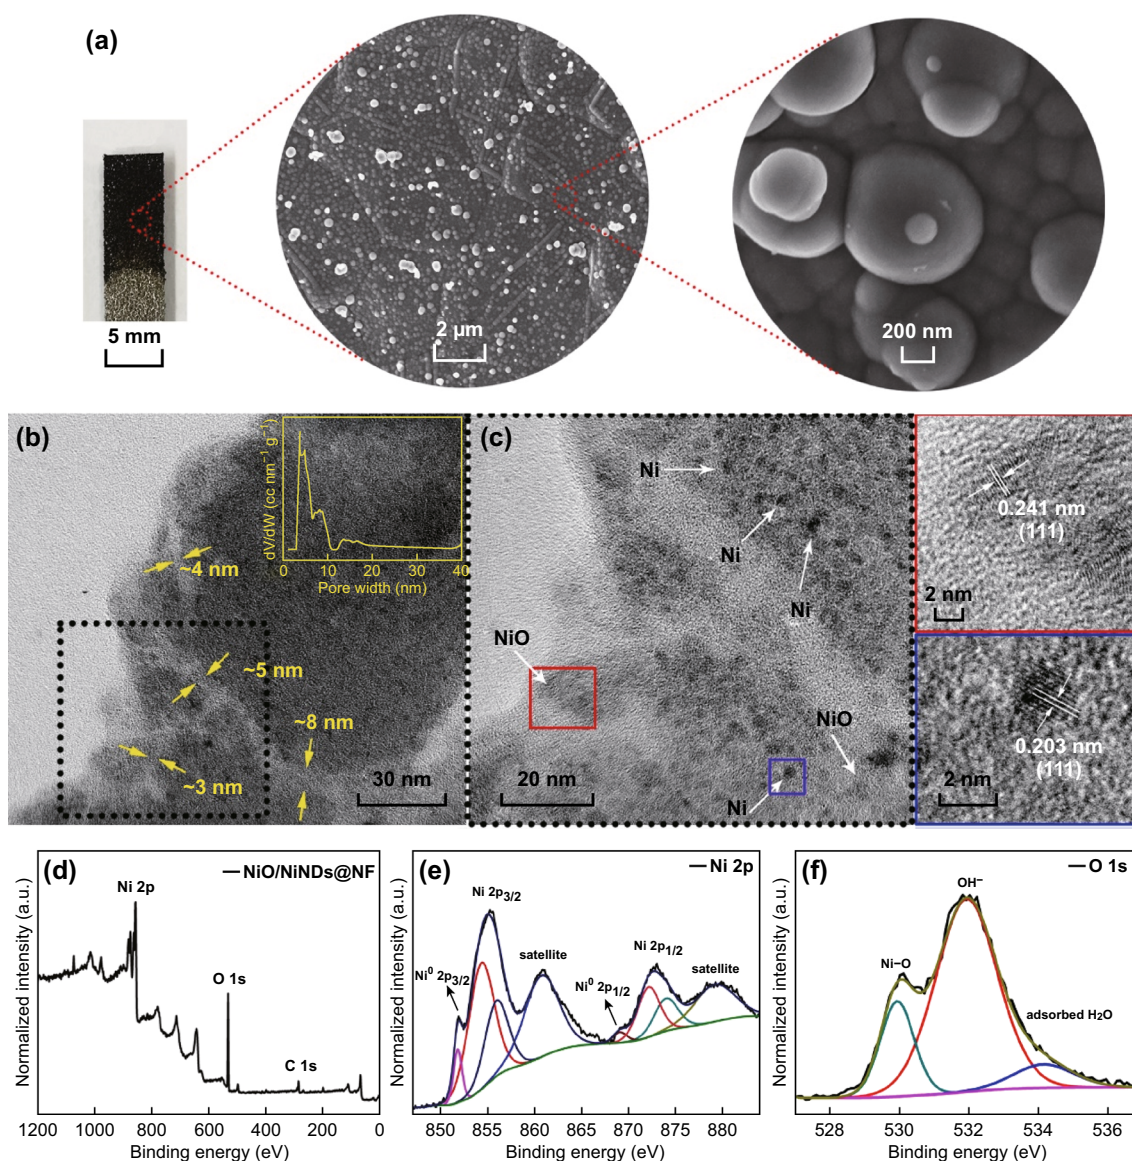 (a)
5 mm
2 µm
200 nm
(b)
dV/dW (cc nm⁻¹ g⁻¹)
0 10 20 30 40
Pore width (nm)
~4 nm
~5 nm
~8 nm
~3 nm
30 nm
(c)
Ni
Ni
Ni
NiO
NiO
Ni
20 nm
0.241 nm
(111)
2 nm
0.203 nm
(111)
2 nm
(d)
NiO/NiNDs@NF
Ni 2p
O 1s
C 1s
Normalized intensity (a.u.)
1200 1000 800 600 400 200 0
Binding energy (eV)
(e)
Ni 2p
Ni 2p₃/₂
Ni⁰ 2p₃/₂
satellite
Ni⁰ 2p₁/₂
Ni 2p₁/₂
satellite
Normalized intensity (a.u.)
850 855 860 865 870 875 880
Binding energy (eV)
(f)
O 1s
OH−
Ni−O
adsorbed H₂O
Normalized intensity (a.u.)
528 530 532 534 536
Binding energy (eV)